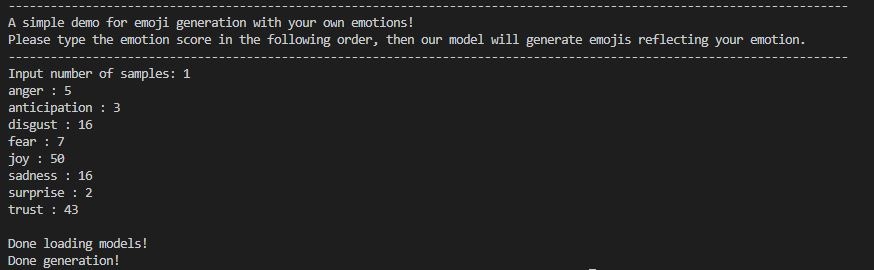 --------------------------------------------------------------------------------------------------------
A simple demo for emoji generation with your own emotions!
Please type the emotion score in the following order, then our model will generate emojis reflecting your emotion.
--------------------------------------------------------------------------------------------------------
Input number of samples: 1
anger : 5
anticipation : 3
disgust : 16
fear : 7
joy : 50
sadness : 16
surprise : 2
trust : 43
Done loading models!
Done generation!